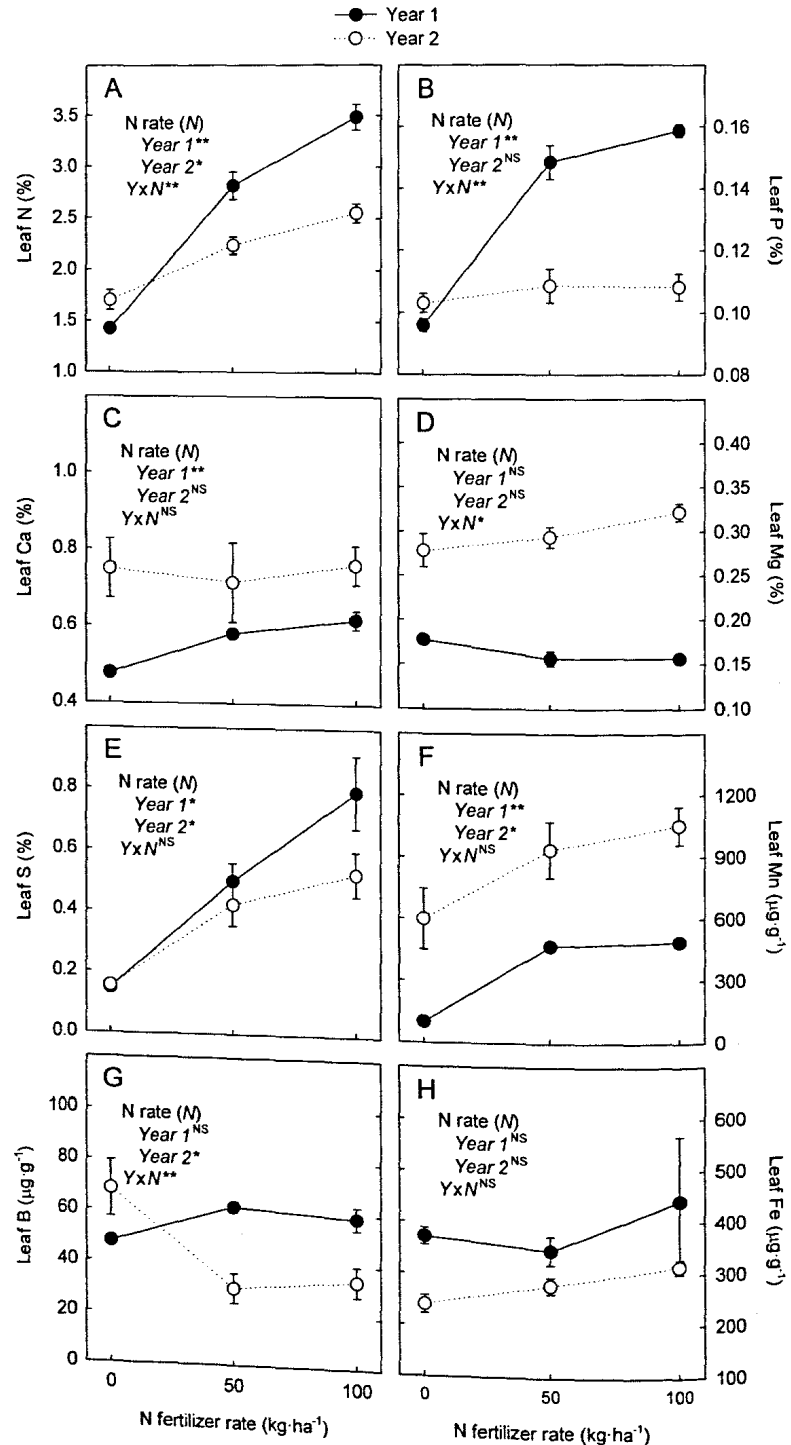 Year 1
Year 2
A
N rate (N)
Year 1**
Year 2*
YxN**
Leaf N (%)
3.5
3.0
2.5
2.0
1.5
1.0
B
N rate (N)
Year 1**
Year 2NS
YxN**
0.16
0.14
0.12
0.10
0.08
Leaf P (%)
C
N rate (N)
Year 1**
Year 2NS
YxNNS
Leaf Ca (%)
1.0
0.8
0.6
0.4
D
N rate (N)
Year 1NS
Year 2NS
YxN*
0.40
0.35
0.30
0.25
0.20
0.15
0.10
Leaf Mg (%)
E
N rate (N)
Year 1*
Year 2*
YxNNS
Leaf S (%)
0.8
0.6
0.4
0.2
0.0
F
N rate (N)
Year 1**
Year 2*
YxNNS
1200
900
600
300
0
Leaf Mn (µg·g-1)
G
N rate (N)
Year 1NS
Year 2*
YxN**
Leaf B (µg·g-1)
100
80
60
40
20
0
0 50 100
N fertilizer rate (kg·ha-1)
H
N rate (N)
Year 1NS
Year 2NS
YxNNS
600
500
400
300
200
100
Leaf Fe (µg·g-1)
0 50 100
N fertilizer rate (kg·ha-1)